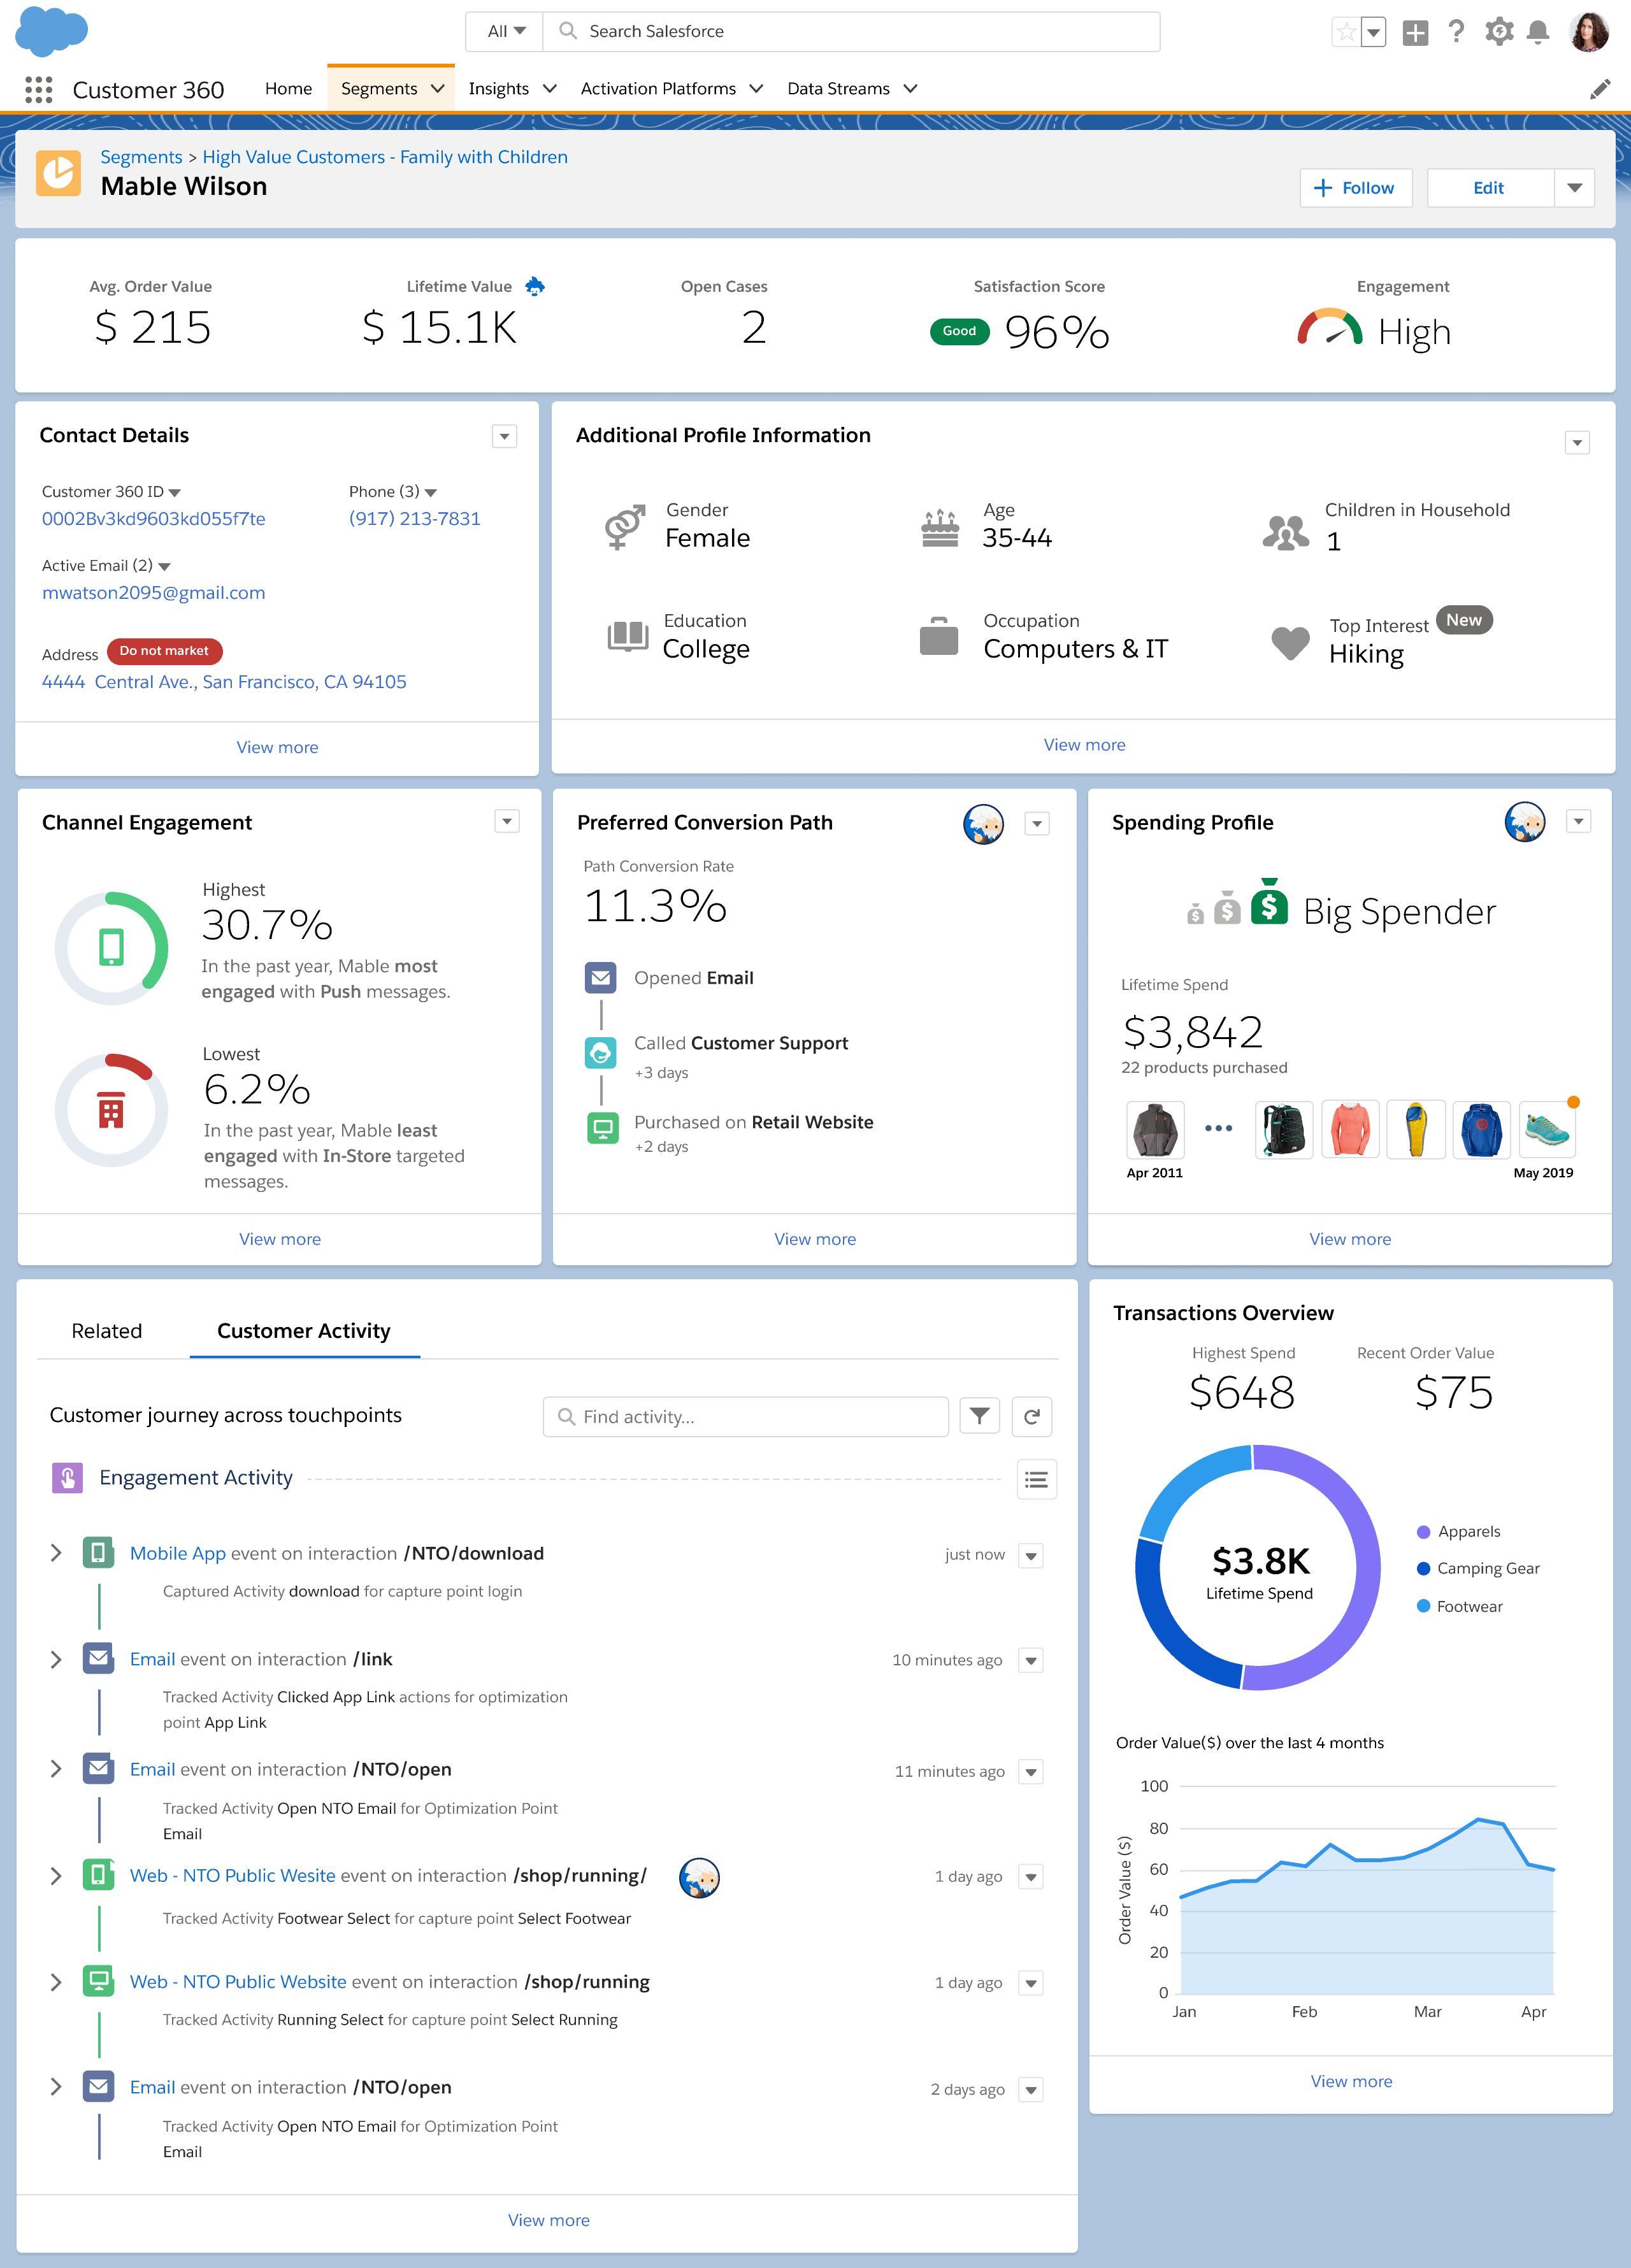 All
Search Salesforce
Customer 360
Home
Segments
Insights
Activation Platforms
Data Streams
Segments > High Value Customers - Family with Children
Mable Wilson
Follow
Edit
Avg. Order Value
$ 215
Lifetime Value
$ 15.1K
Open Cases
2
Satisfaction Score
Good
96%
Engagement
High
Contact Details
Customer 360 ID
0002Bv3kd9603kd055f7te
Phone (3)
(917) 213-7831
Active Email (2)
mwatson2095@gmail.com
Address
Do not market
4444 Central Ave., San Francisco, CA 94105
View more
Additional Profile Information
Gender
Female
Age
35-44
Children in Household
1
Education
College
Occupation
Computers & IT
Top Interest
New
Hiking
View more
Channel Engagement
Highest
30.7%
In the past year, Mable most
engaged with Push messages.
Lowest
6.2%
In the past year, Mable least
engaged with In-Store targeted
messages.
View more
Preferred Conversion Path
Path Conversion Rate
11.3%
Opened Email
Called Customer Support
+3 days
Purchased on Retail Website
+2 days
View more
Spending Profile
$ $ $
Big Spender
Lifetime Spend
$3,842
22 products purchased
Apr 2011
May 2019
View more
Related
Customer Activity
Customer journey across touchpoints
Find activity...
Engagement Activity
Mobile App event on interaction /NTO/download
just now
Captured Activity download for capture point login
Email event on interaction /link
10 minutes ago
Tracked Activity Clicked App Link actions for optimization
point App Link
Email event on interaction /NTO/open
11 minutes ago
Tracked Activity Open NTO Email for Optimization Point
Email
Web - NTO Public Wesite event on interaction /shop/running/
1 day ago
Tracked Activity Footwear Select for capture point Select Footwear
Web - NTO Public Website event on interaction /shop/running
1 day ago
Tracked Activity Running Select for capture point Select Running
Email event on interaction /NTO/open
2 days ago
Tracked Activity Open NTO Email for Optimization Point
Email
View more
Transactions Overview
Highest Spend
$648
Recent Order Value
$75
$3.8K
Lifetime Spend
Apparels
Camping Gear
Footwear
Order Value($) over the last 4 months
Order Value ($)
100
80
60
40
20
0
Jan
Feb
Mar
Apr
View more